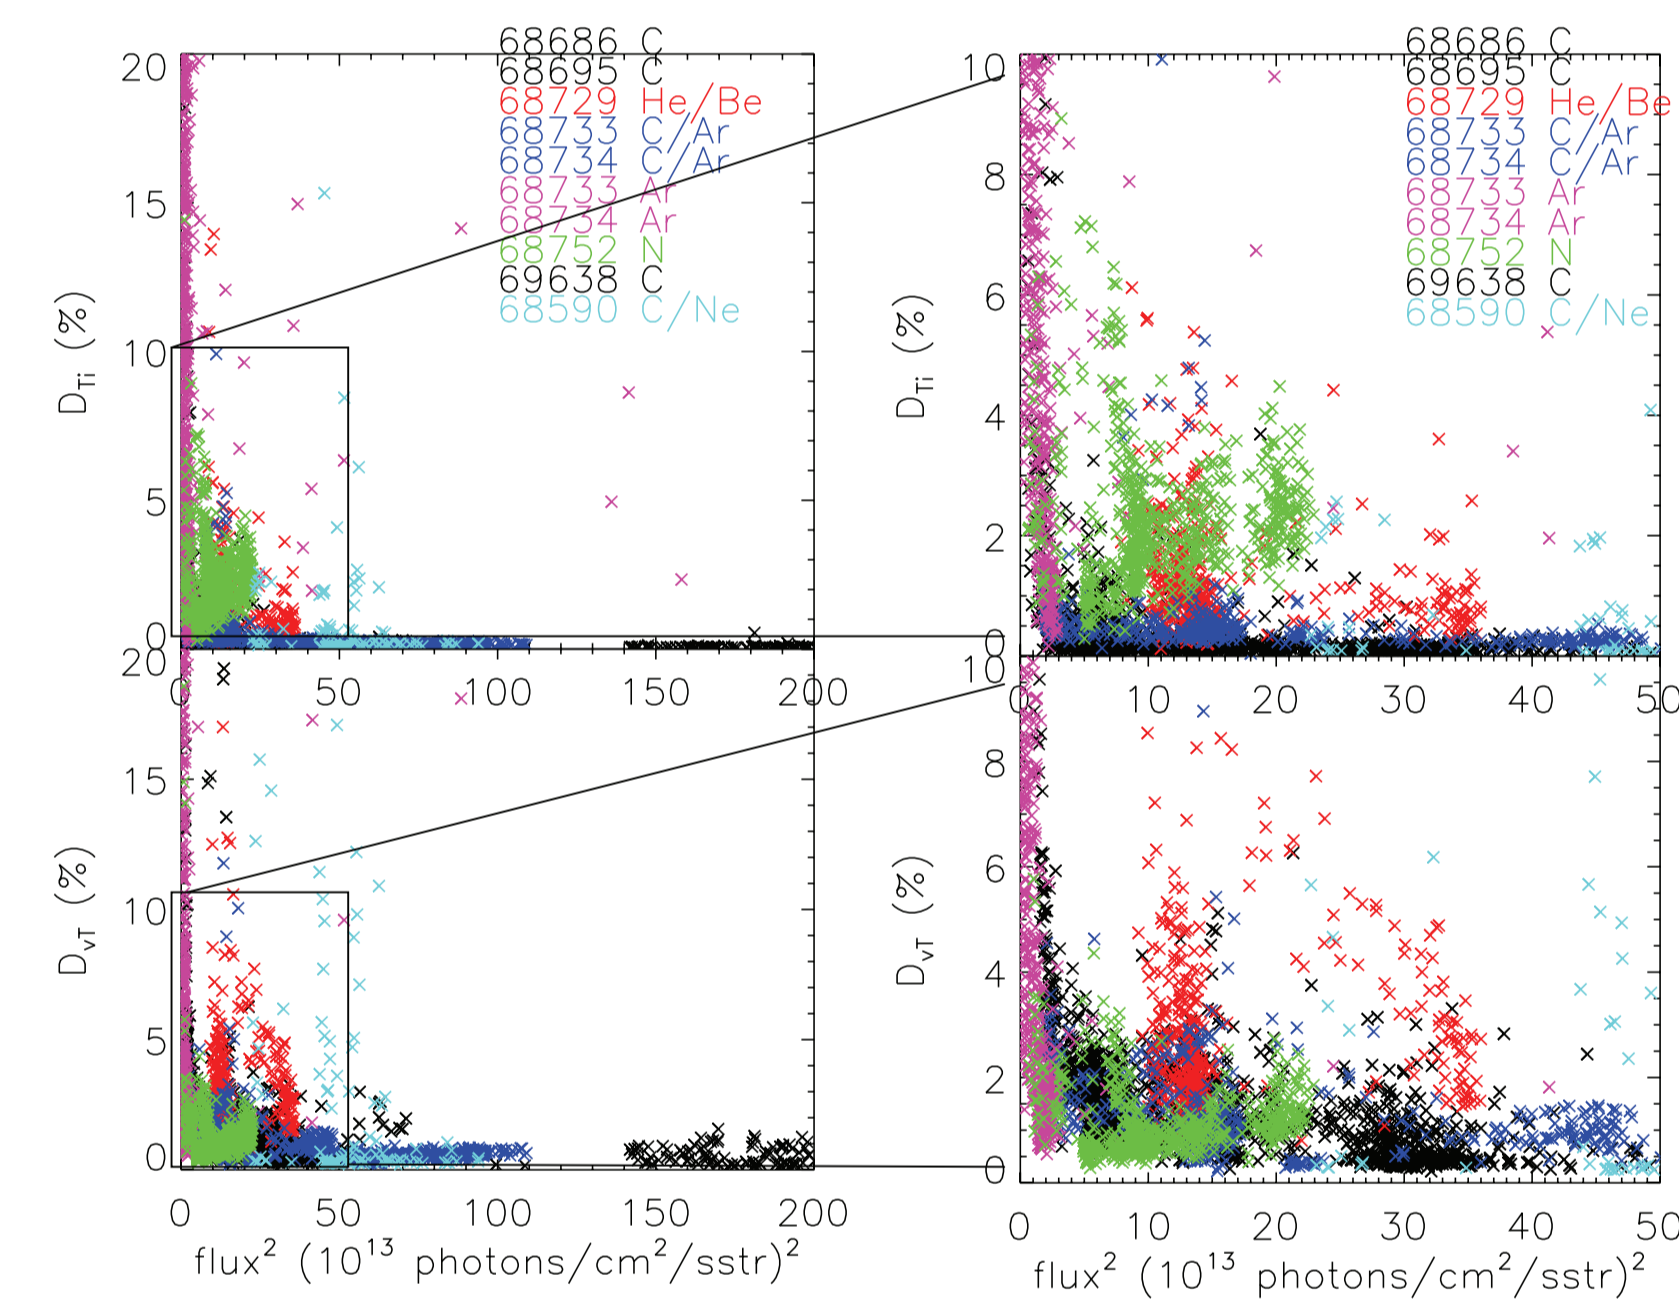 68686 C
68695 C
68729 He/Be
68733 C/Ar
68734 C/Ar
68733 Ar
68734 Ar
68752 N
69638 C
68590 C/Ne
20
15
10
5
0
D_Ti (%)
0 50 100 150 200
68686 C
68695 C
68729 He/Be
68733 C/Ar
68734 C/Ar
68733 Ar
68734 Ar
68752 N
69638 C
68590 C/Ne
10
8
6
4
2
0
D_Ti (%)
0 10 20 30 40 50
20
15
10
5
0
D_vT (%)
0 50 100 150 200
flux² (10¹³ photons/cm²/sstr)²
10
8
6
4
2
0
D_vT (%)
0 10 20 30 40 50
flux² (10¹³ photons/cm²/sstr)²